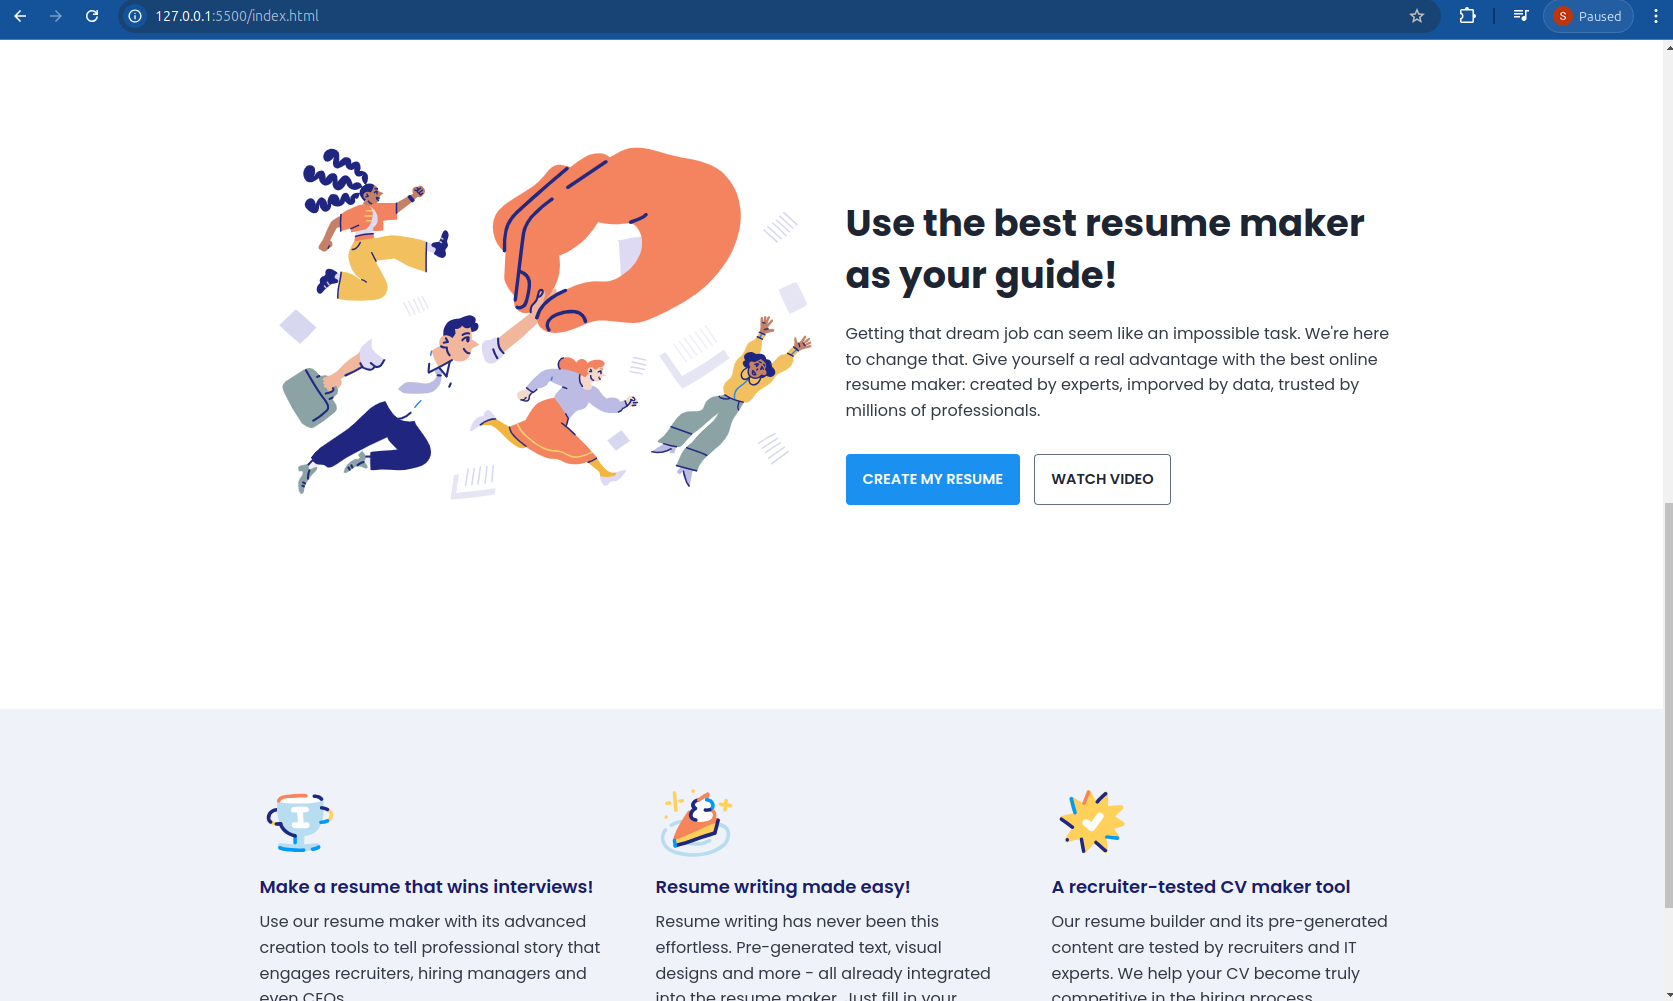 127.0.0.1:5500/index.html
S Paused
Use the best resume maker
as your guide!
Getting that dream job can seem like an impossible task. We're here
to change that. Give yourself a real advantage with the best online
resume maker: created by experts, imporved by data, trusted by
millions of professionals.
CREATE MY RESUME WATCH VIDEO
Make a resume that wins interviews!
Use our resume maker with its advanced
creation tools to tell professional story that
engages recruiters, hiring managers and
even CEOs.
Resume writing made easy!
Resume writing has never been this
effortless. Pre-generated text, visual
designs and more - all already integrated
into the resume maker. Just fill in your
A recruiter-tested CV maker tool
Our resume builder and its pre-generated
content are tested by recruiters and IT
experts. We help your CV become truly
competitive in the hiring process.